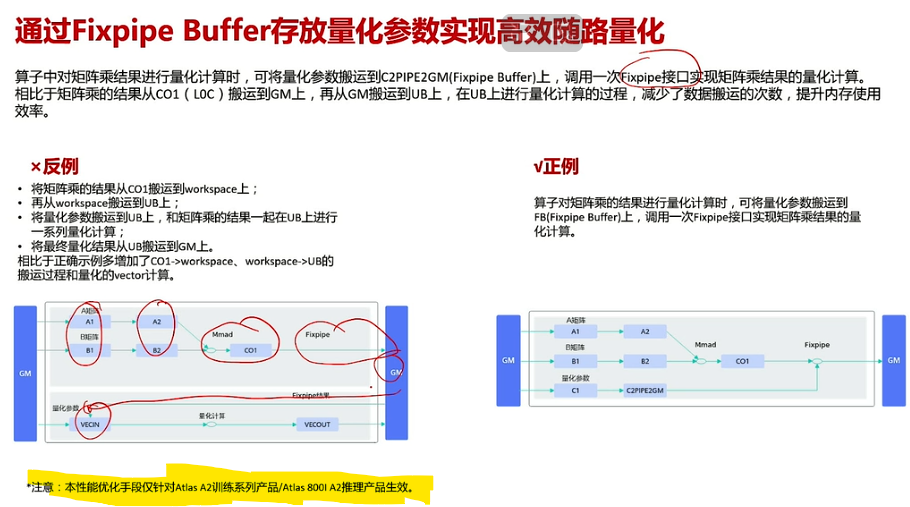 通过Fixpipe Buffer存放量化参数实现高效随路量化
算子中对矩阵乘结果进行量化计算时，可将量化参数搬运到C2PIPE2GM(Fixpipe Buffer)上，调用一次Fixpipe接口实现矩阵乘结果的量化计算。
相比于矩阵乘的结果从CO1（L0C）搬运到GM上，再从GM搬运到UB上，在UB上进行量化计算的过程，减少了数据搬运的次数，提升内存使用
效率。
×反例
• 将矩阵乘的结果从CO1搬运到workspace上；
• 再从workspace搬运到UB上；
• 将量化参数搬运到UB上，和矩阵乘的结果一起在UB上进行
一系列量化计算；
• 将最终量化结果从UB搬运到GM上。
相比于正确示例多增加了CO1->workspace、workspace->UB的
搬运过程和量化的vector计算。
√正例
算子对矩阵乘的结果进行量化计算时，可将量化参数搬运到
FB(Fixpipe Buffer)上，调用一次Fixpipe接口实现矩阵乘结果的量
化计算。
A矩阵
A1 A2
Mmad Fixpipe
B矩阵
B1 B2 CO1
GM GM
Fixpipe结果
量化参数 量化计算
VECIN VECOUT
A矩阵
A1 A2
B矩阵 Mmad Fixpipe
GM B1 B2 CO1 GM
量化参数
C1 C2PIPE2GM
*注意：本性能优化手段仅针对Atlas A2训练系列产品/Atlas 800I A2推理产品生效。